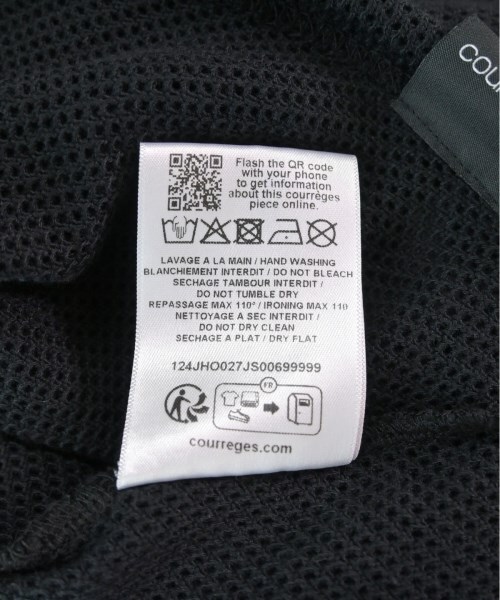 cour
Flash the QR code
with your phone
to get information
about this courrèges
piece online.
LAVAGE A LA MAIN / HAND WASHING
BLANCHIEMENT INTERDIT / DO NOT BLEACH
SECHAGE TAMBOUR INTERDIT /
DO NOT TUMBLE DRY
REPASSAGE MAX 110° / IRONING MAX 110
NETTOYAGE A SEC INTERDIT /
DO NOT DRY CLEAN
SECHAGE A PLAT / DRY FLAT
124JHO027JS00699999
FR
courreges.com